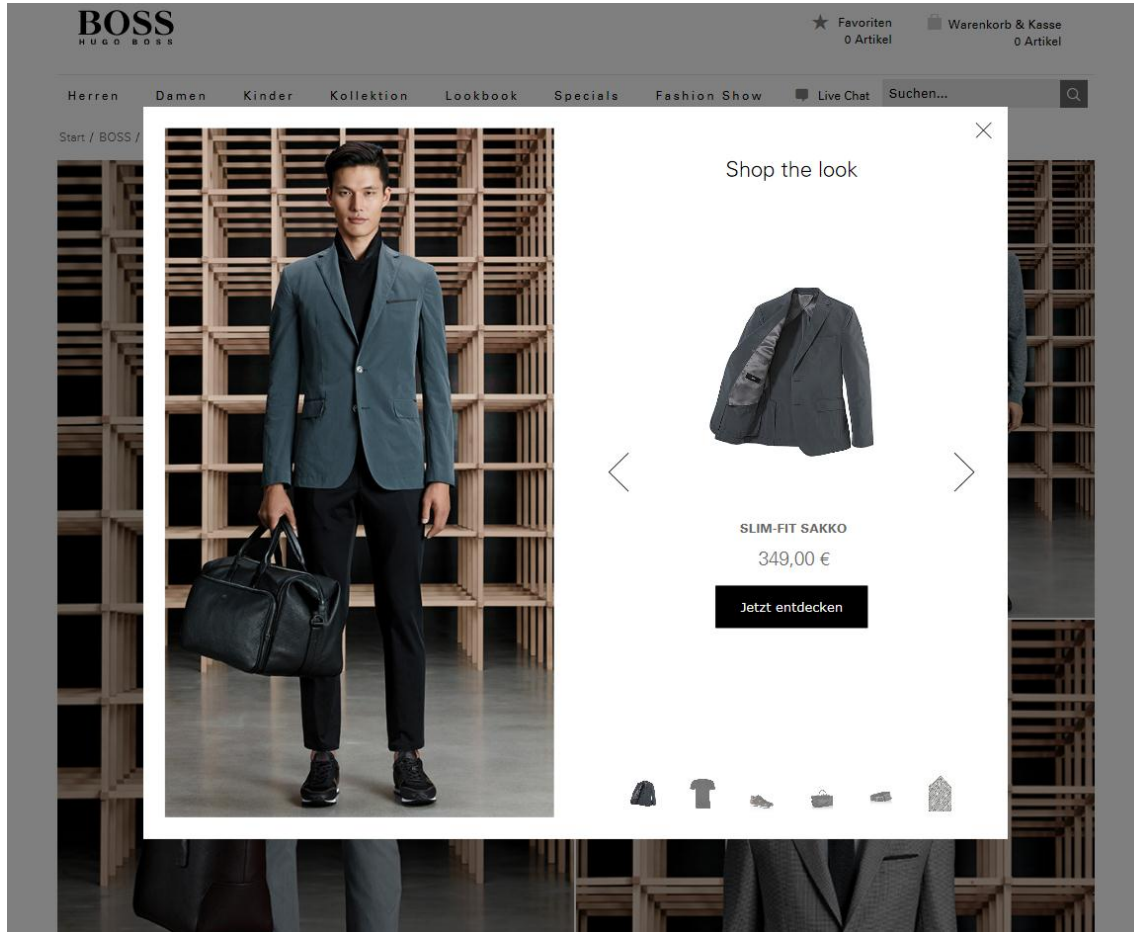 BOSS
HUGO BOSS
Favoriten
0 Artikel
Warenkorb & Kasse
0 Artikel
Herren Damen Kinder Kollektion Lookbook Specials Fashion Show Live Chat Suchen...
Start / BOSS /
Shop the look
SLIM-FIT SAKKO
349,00 €
Jetzt entdecken